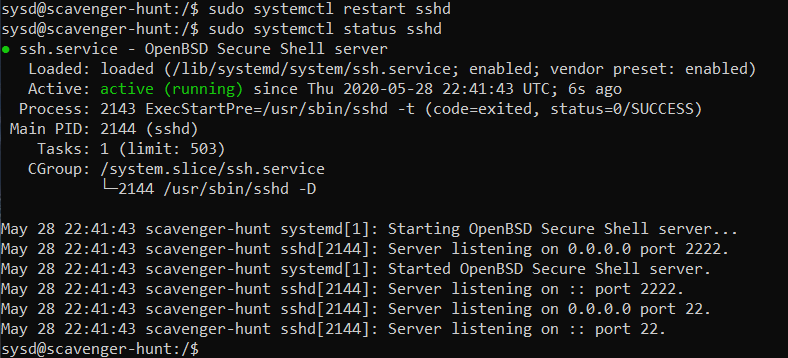 sysd@scavenger-hunt:/$ sudo systemctl restart sshd
sysd@scavenger-hunt:/$ sudo systemctl status sshd
● ssh.service - OpenBSD Secure Shell server
   Loaded: loaded (/lib/systemd/system/ssh.service; enabled; vendor preset: enabled)
   Active: active (running) since Thu 2020-05-28 22:41:43 UTC; 6s ago
  Process: 2143 ExecStartPre=/usr/sbin/sshd -t (code=exited, status=0/SUCCESS)
 Main PID: 2144 (sshd)
    Tasks: 1 (limit: 503)
   CGroup: /system.slice/ssh.service
           └─2144 /usr/sbin/sshd -D

May 28 22:41:43 scavenger-hunt systemd[1]: Starting OpenBSD Secure Shell server...
May 28 22:41:43 scavenger-hunt sshd[2144]: Server listening on 0.0.0.0 port 2222.
May 28 22:41:43 scavenger-hunt systemd[1]: Started OpenBSD Secure Shell server.
May 28 22:41:43 scavenger-hunt sshd[2144]: Server listening on :: port 2222.
May 28 22:41:43 scavenger-hunt sshd[2144]: Server listening on 0.0.0.0 port 22.
May 28 22:41:43 scavenger-hunt sshd[2144]: Server listening on :: port 22.
sysd@scavenger-hunt:/$